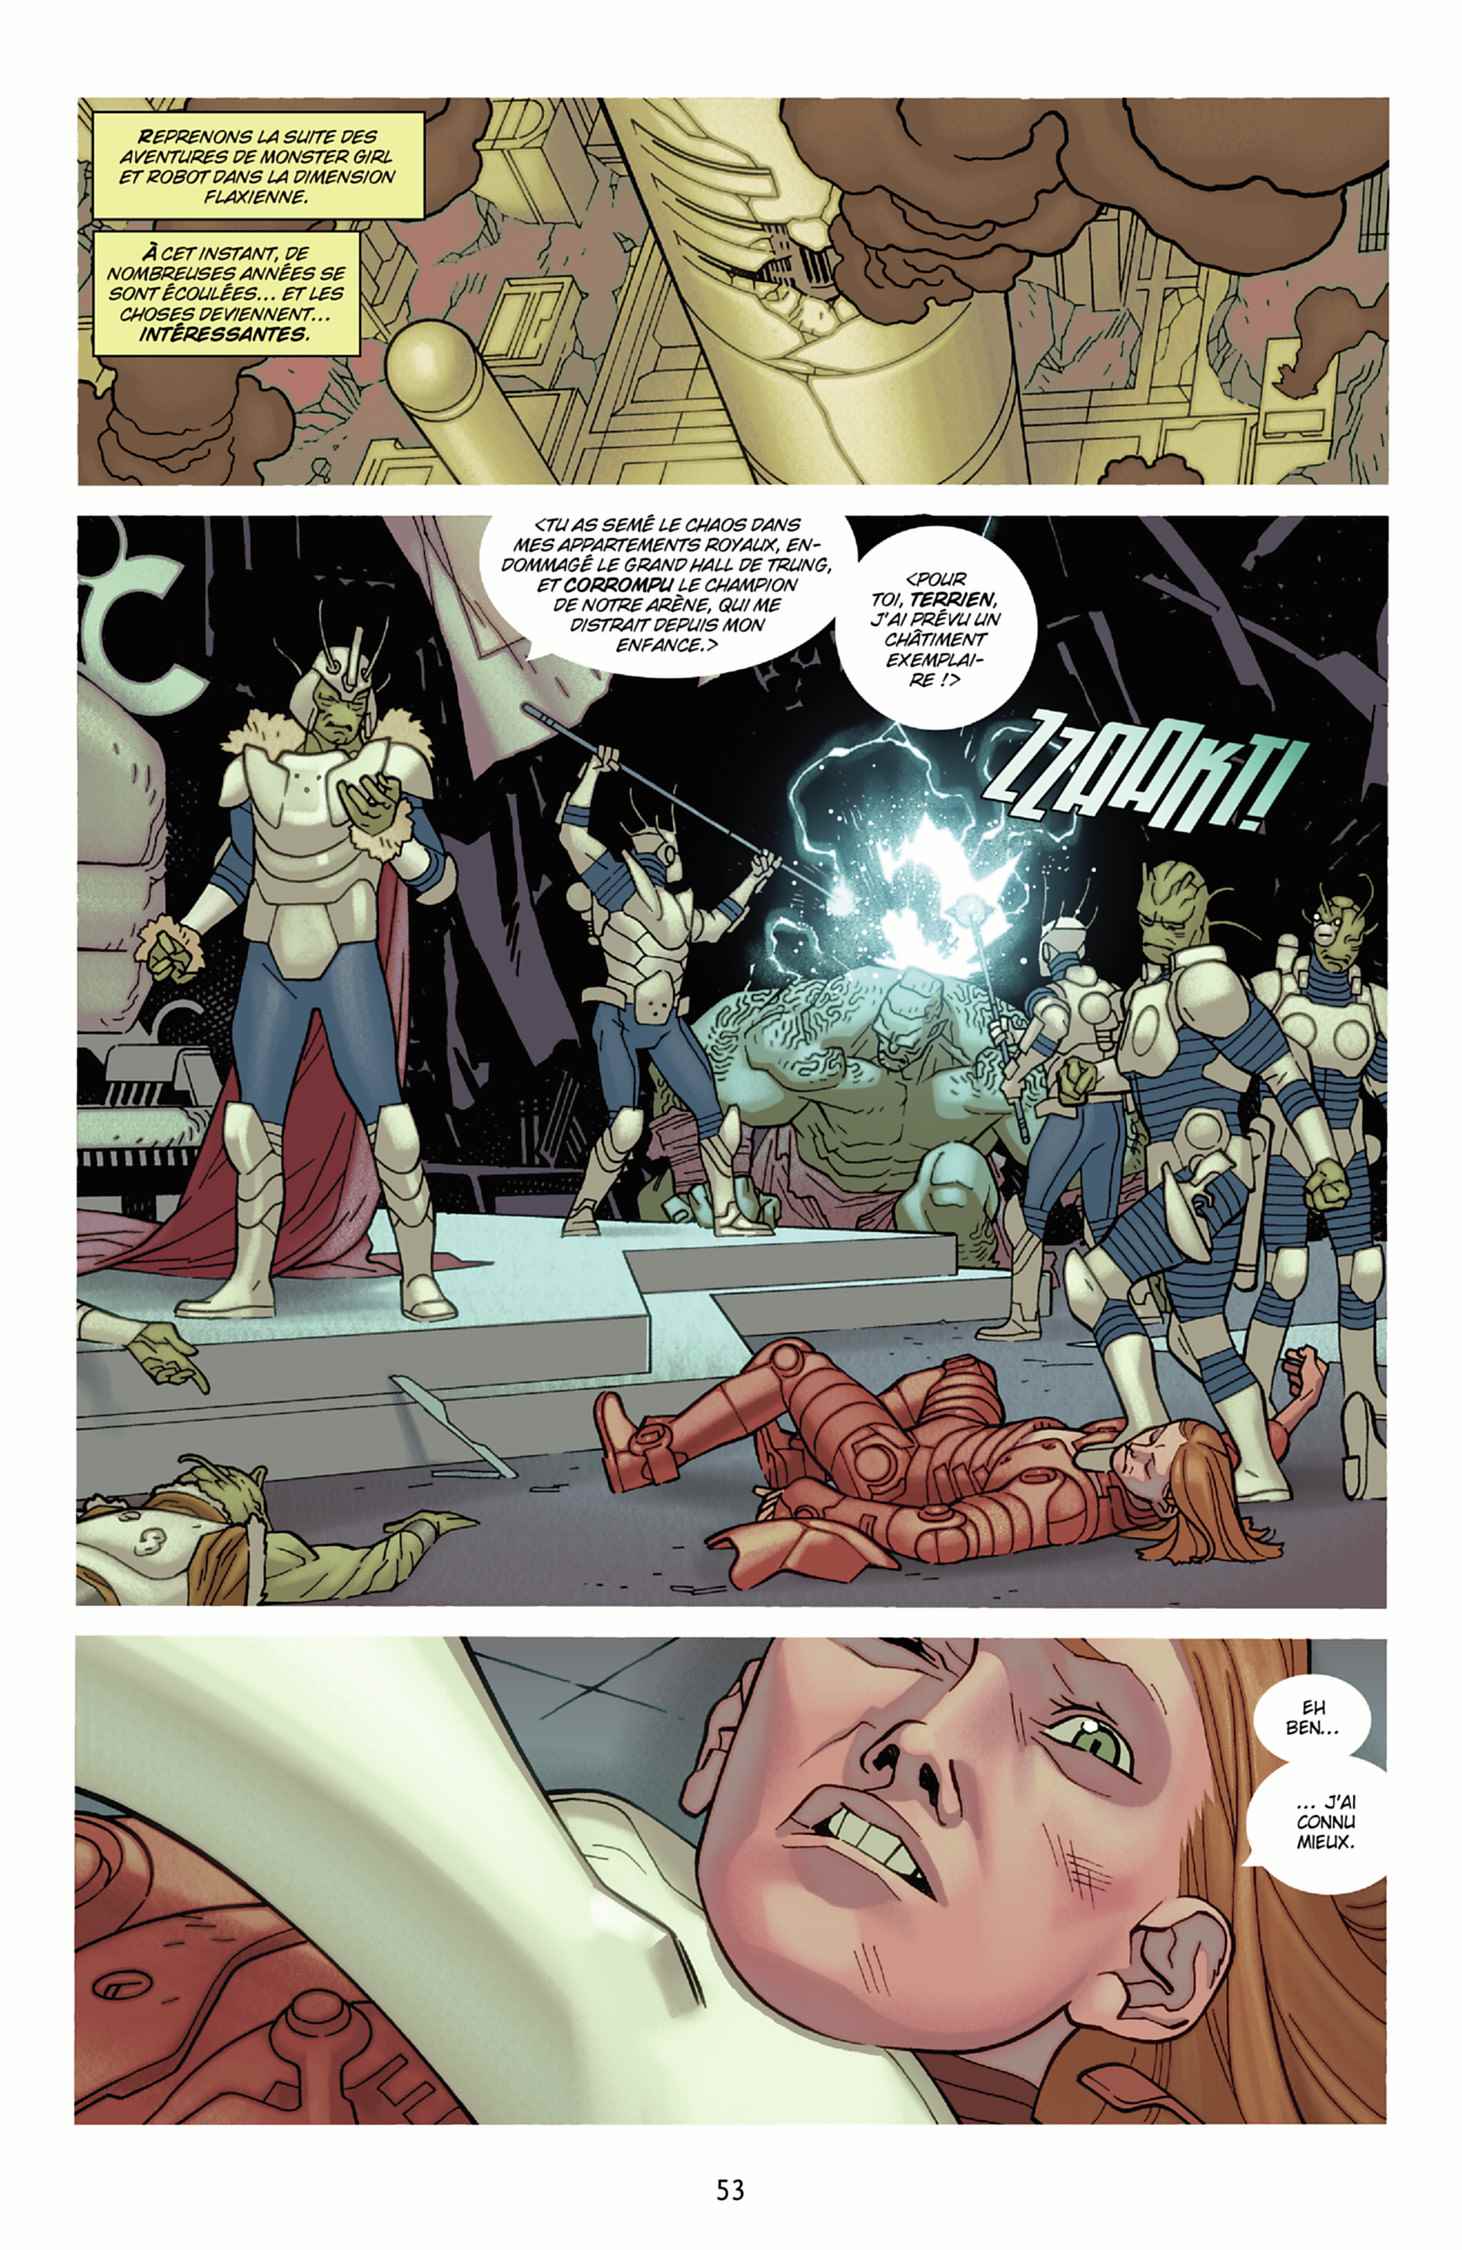 REPRENONS LA SUITE DES
AVENTURES DE MONSTER GIRL
ET ROBOT DANS LA DIMENSION
FLAXIENNE.
À CET INSTANT, DE
NOMBREUSES ANNÉES SE
SONT ÉCOULÉES... ET LES
CHOSES DEVIENNENT...
INTÉRESSANTES.
<TU AS SEMÉ LE CHAOS DANS
MES APPARTEMENTS ROYAUX, EN-
DOMMAGÉ LE GRAND HALL DE TRUNG,
ET CORROMPU LE CHAMPION
DE NOTRE ARÈNE, QUI ME
DISTRAIT DEPUIS MON
ENFANCE.>
<POUR
TOI, TERRIEN,
J'AI PRÉVU UN
CHÂTIMENT
EXEMPLAI-
RE !>
ZZAAKT!
EH
BEN...
... J'AI
CONNU
MIEUX.
53